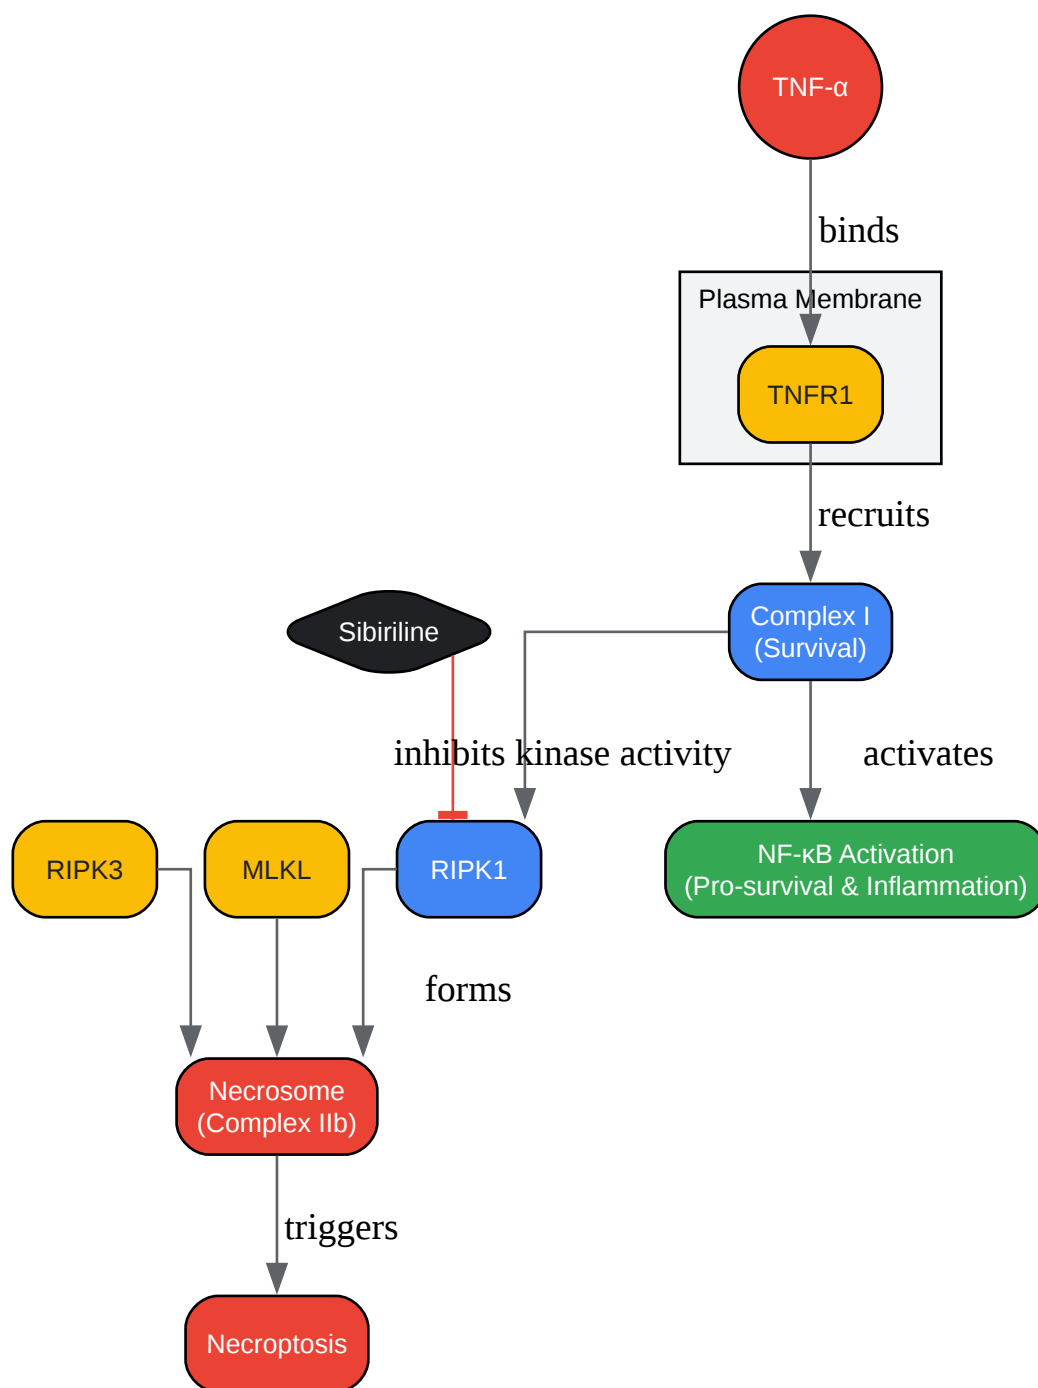 TNF-α
binds
Plasma Membrane
TNFR1
recruits
Complex I
(Survival)
Sibiriline
inhibits kinase activity
activates
RIPK3
MLKL
RIPK1
NF-κB Activation
(Pro-survival & Inflammation)
forms
Necrosome
(Complex IIb)
triggers
Necroptosis